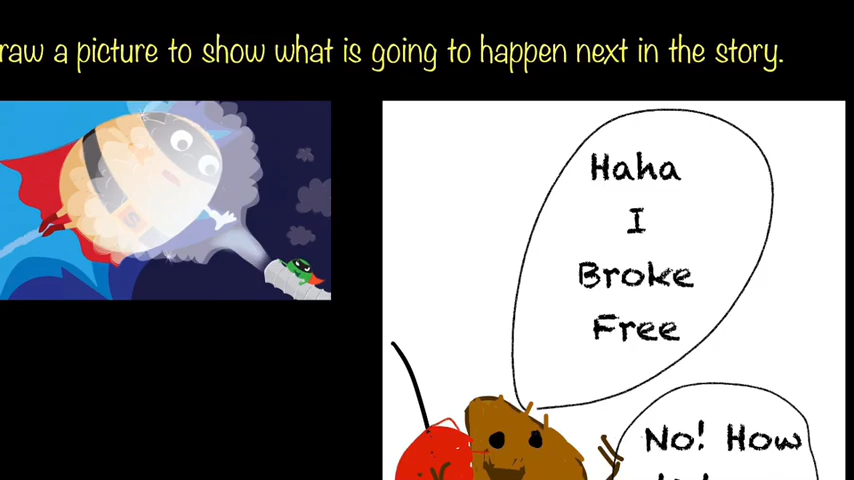 raw a picture to show what is going to happen next in the story.
Haha
I
Broke
Free
No! How